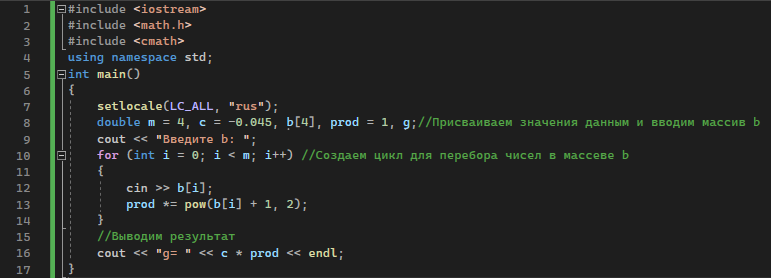 1 #include <iostream>
2 #include <math.h>
3 #include <cmath>
4 using namespace std;
5 int main()
6 {
7 setlocale(LC_ALL, "rus");
8 double m = 4, c = -0.045, b[4], prod = 1, g;//Присваиваем значения данным и вводим массив b
9 cout << "Введите b: ";
10 for (int i = 0; i < m; i++) //Создаем цикл для перебора чисел в массеве b
11 {
12 cin >> b[i];
13 prod *= pow(b[i] + 1, 2);
14 }
15 //Выводим результат
16 cout << "g= " << c * prod << endl;
17 }